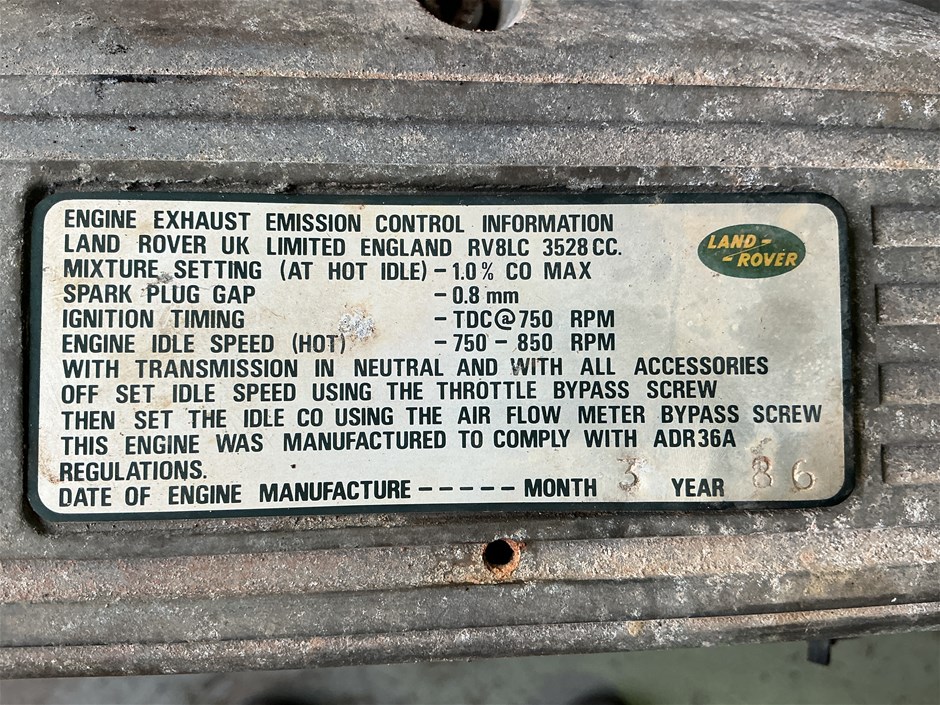 ENGINE EXHAUST EMISSION CONTROL INFORMATION
LAND ROVER UK LIMITED ENGLAND RV8LC 3528 CC.
LAND-
-ROVER
MIXTURE SETTING (AT HOT IDLE) - 1.0% CO MAX
SPARK PLUG GAP - 0.8 mm
IGNITION TIMING - TDC@750 RPM
ENGINE IDLE SPEED (HOT) - 750 - 850 RPM
WITH TRANSMISSION IN NEUTRAL AND WITH ALL ACCESSORIES
OFF SET IDLE SPEED USING THE THROTTLE BYPASS SCREW
THEN SET THE IDLE CO USING THE AIR FLOW METER BYPASS SCREW
THIS ENGINE WAS MANUFACTURED TO COMPLY WITH ADR36A
REGULATIONS.
DATE OF ENGINE MANUFACTURE ----- MONTH 3 YEAR 86